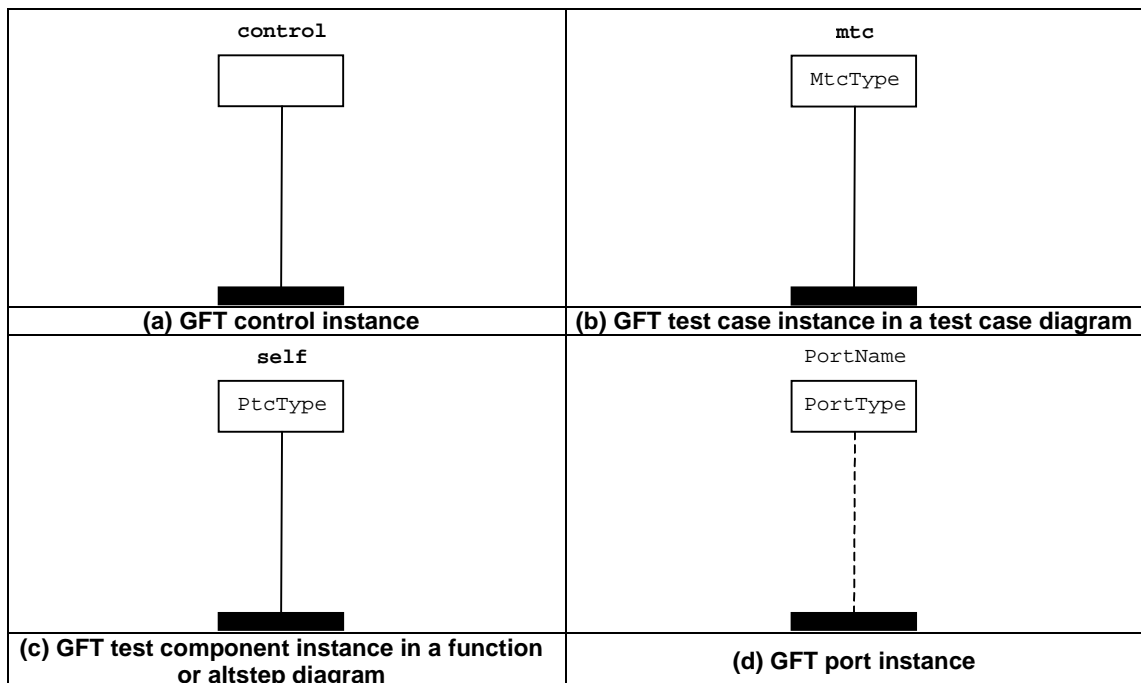 control
mtc
MtcType
(a) GFT control instance
(b) GFT test case instance in a test case diagram
self
PtcType
PortName
PortType
(c) GFT test component instance in a function
or altstep diagram
(d) GFT port instance